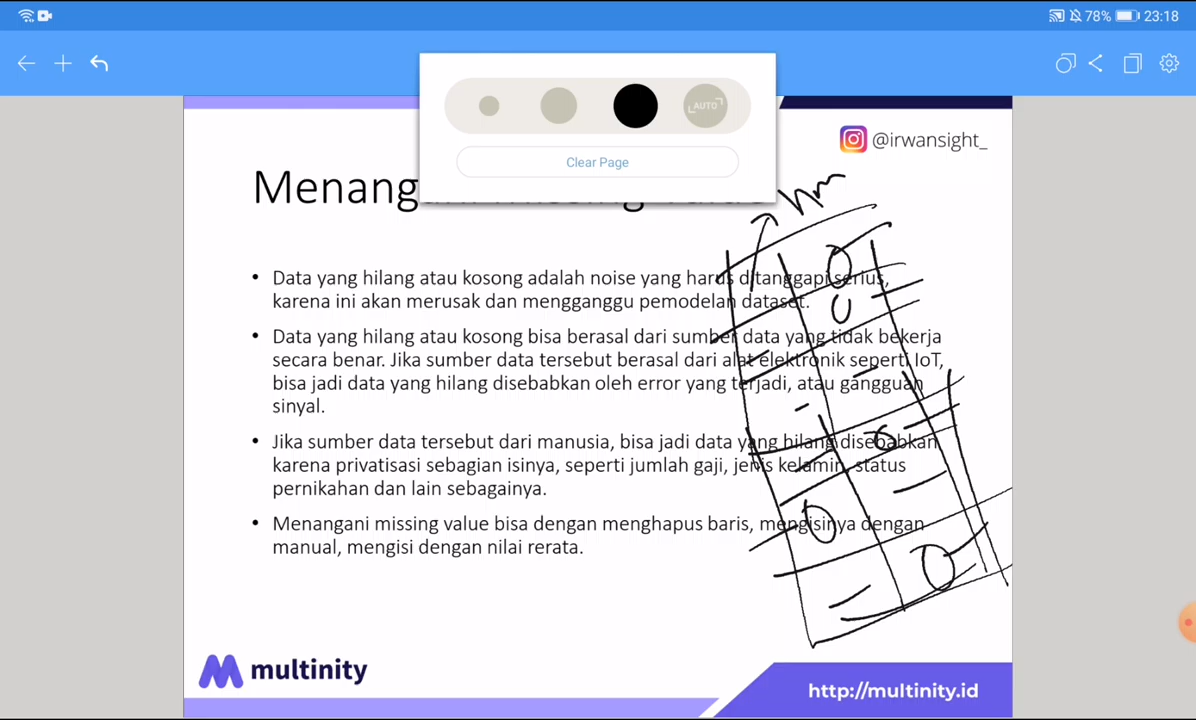 78% 23:18
AUTO
Clear Page
@irwansight_
hm
Data yang hilang atau kosong adalah noise yang harus ditanggapi serius,
karena ini akan merusak dan mengganggu pemodelan dataset.
Data yang hilang atau kosong bisa berasal dari sumber data yang tidak bekerja
secara benar. Jika sumber data tersebut berasal dari alat elektronik seperti IoT,
bisa jadi data yang hilang disebabkan oleh error yang terjadi, atau gangguan
sinyal.
Jika sumber data tersebut dari manusia, bisa jadi data yang hilang disebabkan
karena privatisasi sebagian isinya, seperti jumlah gaji, jenis kelamin, status
pernikahan dan lain sebagainya.
Menangani missing value bisa dengan menghapus baris, mengisinya dengan
manual, mengisi dengan nilai rerata.
multinity
http://multinity.id